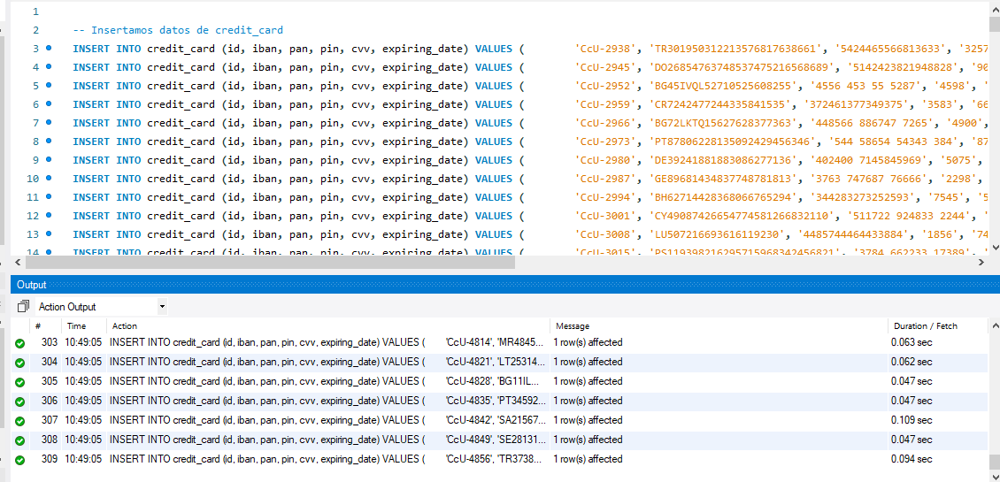 1
2 -- Insertamos datos de credit_card
3 INSERT INTO credit_card (id, iban, pan, pin, cvv, expiring_date) VALUES ( 'CcU-2938', 'TR301950312213576817638661', '5424465566813633', '3257
4 INSERT INTO credit_card (id, iban, pan, pin, cvv, expiring_date) VALUES ( 'CcU-2945', 'DO26854763748537475216568689', '5142423821948828', '90
5 INSERT INTO credit_card (id, iban, pan, pin, cvv, expiring_date) VALUES ( 'CcU-2952', 'BG45IVQL52710525608255', '4556 453 55 5287', '4598', '
6 INSERT INTO credit_card (id, iban, pan, pin, cvv, expiring_date) VALUES ( 'CcU-2959', 'CR7242477244335841535', '372461377349375', '3583', '66
7 INSERT INTO credit_card (id, iban, pan, pin, cvv, expiring_date) VALUES ( 'CcU-2966', 'BG72LKTQ15627628377363', '448566 886747 7265', '4900', '
8 INSERT INTO credit_card (id, iban, pan, pin, cvv, expiring_date) VALUES ( 'CcU-2973', 'PT87806228135092429456346', '544 58654 54343 384', '87
9 INSERT INTO credit_card (id, iban, pan, pin, cvv, expiring_date) VALUES ( 'CcU-2980', 'DE39241881883086277136', '402400 7145845969', '5075', '
10 INSERT INTO credit_card (id, iban, pan, pin, cvv, expiring_date) VALUES ( 'CcU-2987', 'GE89681434837748781813', '3763 747687 76666', '2298', '
11 INSERT INTO credit_card (id, iban, pan, pin, cvv, expiring_date) VALUES ( 'CcU-2994', 'BH62714428368066765294', '344283273252593', '7545', '5
12 INSERT INTO credit_card (id, iban, pan, pin, cvv, expiring_date) VALUES ( 'CcU-3001', 'CY49087426654774581266832110', '511722 924833 2244', '
13 INSERT INTO credit_card (id, iban, pan, pin, cvv, expiring_date) VALUES ( 'CcU-3008', 'LU507216693616119230', '4485744464433884', '1856', '74
14 INSERT INTO credit_card (id, iban, pan, pin, cvv, expiring_date) VALUES ( 'CcU-3015', 'PS119398216295715968342456821', '3784 662233 17389', '
Output
Action Output
# Time Action Message Duration / Fetch
303 10:49:05 INSERT INTO credit_card (id, iban, pan, pin, cvv, expiring_date) VALUES ( 'CcU-4814', 'MR4845... 1 row(s) affected 0.063 sec
304 10:49:05 INSERT INTO credit_card (id, iban, pan, pin, cvv, expiring_date) VALUES ( 'CcU-4821', 'LT25314... 1 row(s) affected 0.062 sec
305 10:49:05 INSERT INTO credit_card (id, iban, pan, pin, cvv, expiring_date) VALUES ( 'CcU-4828', 'BG11IL... 1 row(s) affected 0.047 sec
306 10:49:05 INSERT INTO credit_card (id, iban, pan, pin, cvv, expiring_date) VALUES ( 'CcU-4835', 'PT34592... 1 row(s) affected 0.047 sec
307 10:49:05 INSERT INTO credit_card (id, iban, pan, pin, cvv, expiring_date) VALUES ( 'CcU-4842', 'SA21567... 1 row(s) affected 0.109 sec
308 10:49:05 INSERT INTO credit_card (id, iban, pan, pin, cvv, expiring_date) VALUES ( 'CcU-4849', 'SE28131... 1 row(s) affected 0.047 sec
309 10:49:05 INSERT INTO credit_card (id, iban, pan, pin, cvv, expiring_date) VALUES ( 'CcU-4856', 'TR3738... 1 row(s) affected 0.094 sec